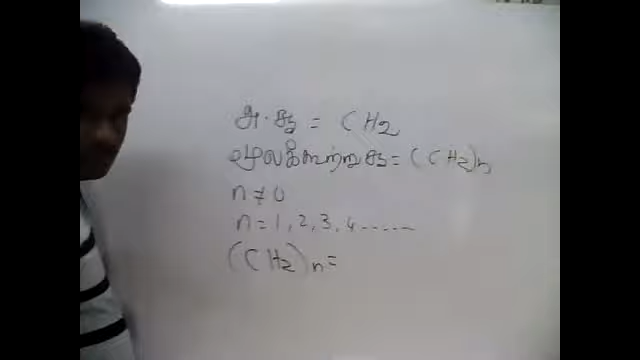 அ.சூ = CH2
மூலக்கூற்று சூ = (CH2)n
n ≠ 0
n = 1, 2, 3, 4 ......
(CH2)n =